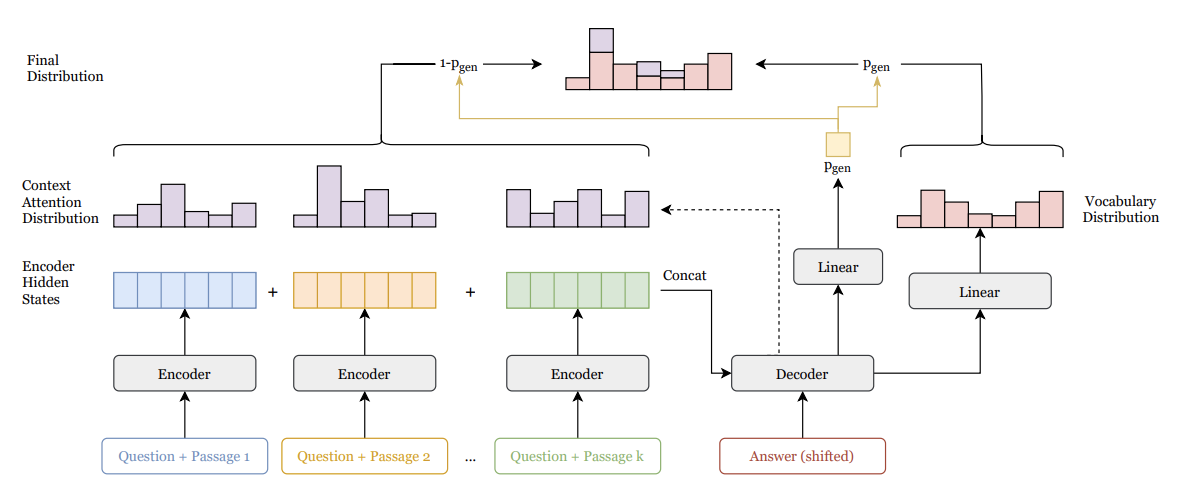 Final
Distribution
1-pgen
pgen
pgen
Context
Attention
Distribution
Vocabulary
Distribution
Encoder
Hidden
States
+
+
Concat
Linear
Linear
Encoder
Encoder
Encoder
Decoder
Question + Passage 1
Question + Passage 2
...
Question + Passage k
Answer (shifted)